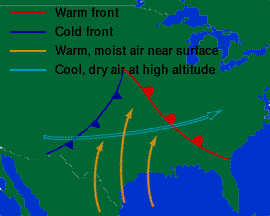 Warm front
Cold front
Warm, moist air near surface
Cool, dry air at high altitude